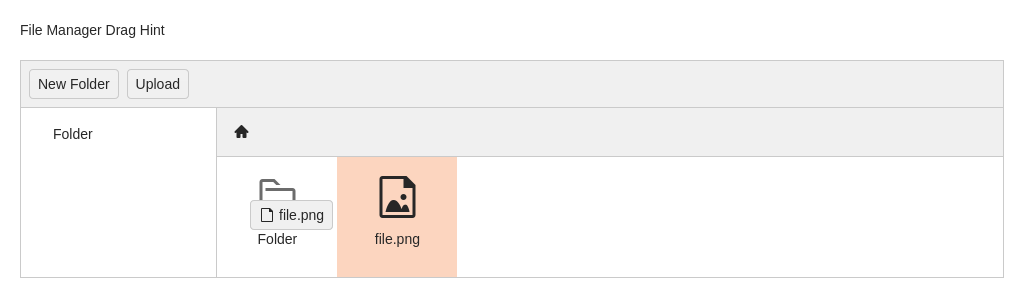 File Manager Drag Hint
New Folder
Upload
Folder
file.png
Folder
file.png